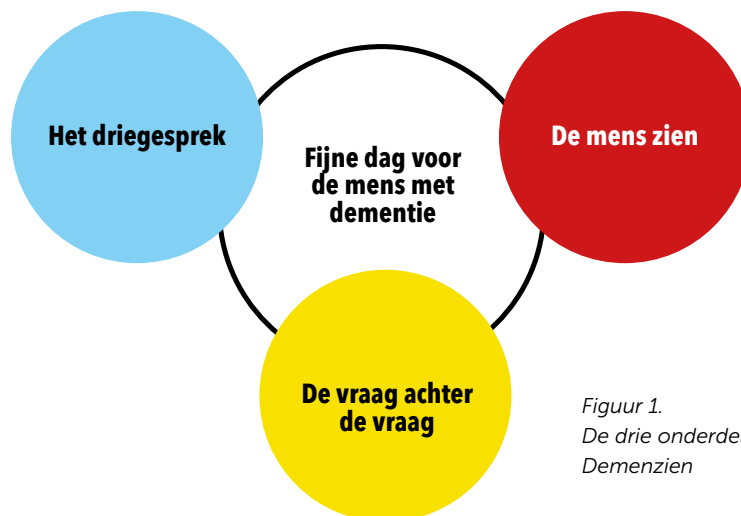 Het driegesprek
De mens zien
Fijne dag voor
de mens met
dementie
De vraag achter
de vraag
Figuur 1.
De drie
Demenzien